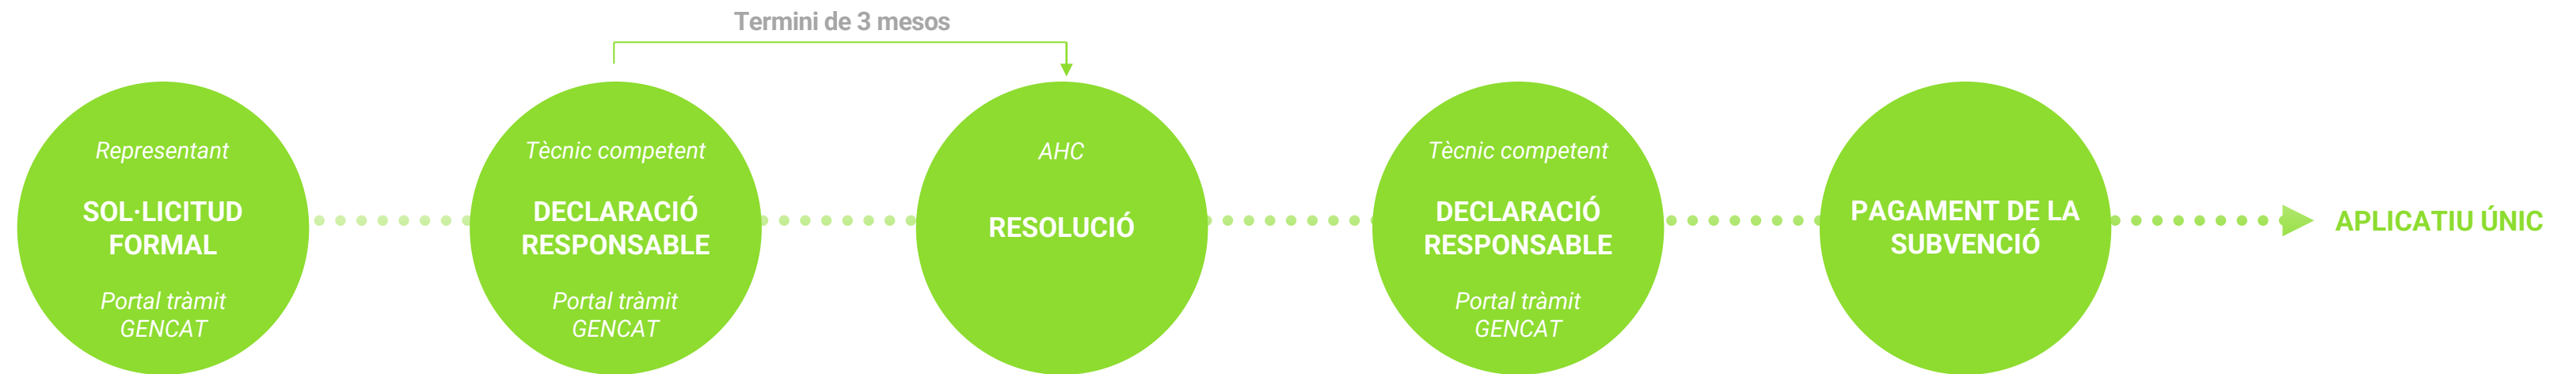 Termini de 3 mesos
Representant
SOL·LICITUD
FORMAL
Portal tràmit
GENCAT
Tècnic competent
DECLARACIÓ
RESPONSABLE
Portal tràmit
GENCAT
AHC
RESOLUCIÓ
Tècnic competent
DECLARACIÓ
RESPONSABLE
Portal tràmit
GENCAT
PAGAMENT DE LA
SUBVENCIÓ
APLICATIU ÚNIC